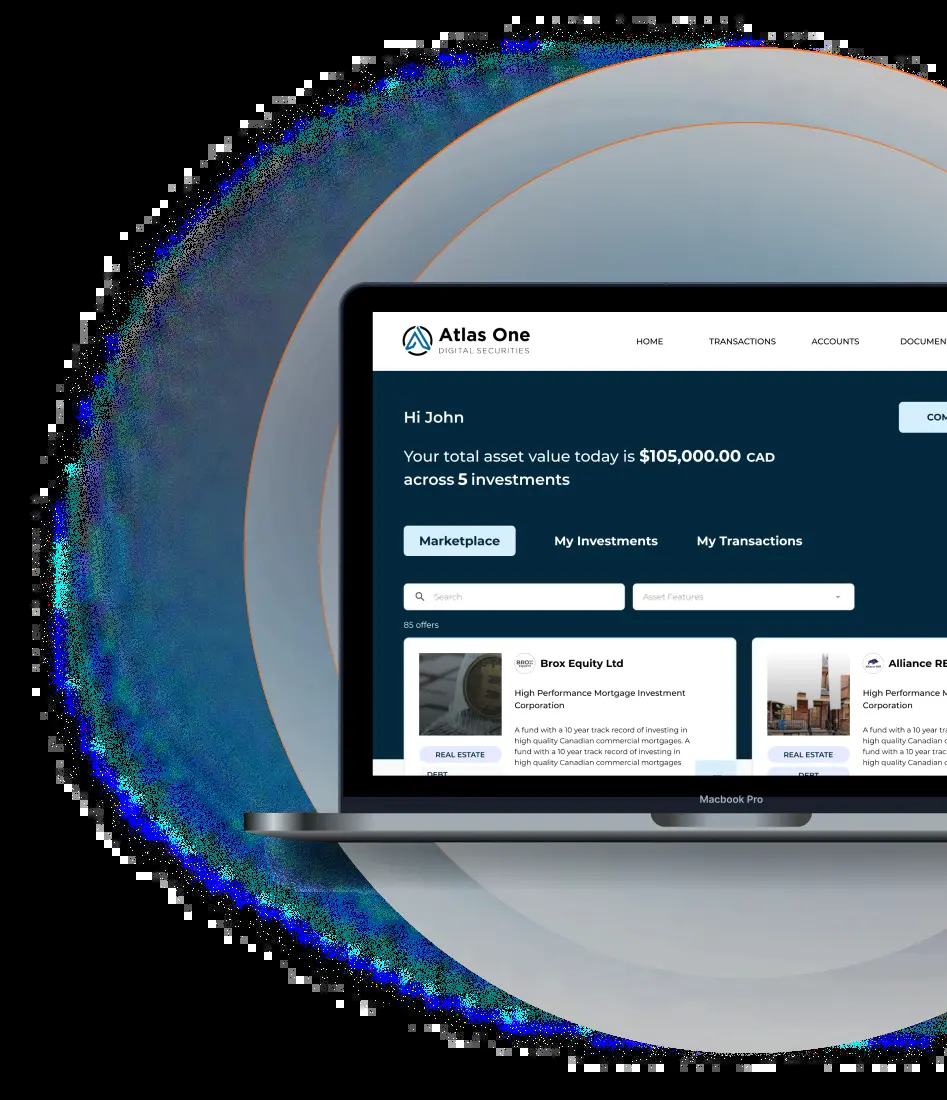 Atlas One
DIGITAL SECURITIES
HOME TRANSACTIONS ACCOUNTS DOCUMEN
Hi John
COM
Your total asset value today is $105,000.00 CAD
across 5 investments
Marketplace My Investments My Transactions
Search Asset Features
85 offers
BROX Brox Equity Ltd
Alliance RE
High Performance Mortgage Investment
Corporation
High Performance M
Corporation
A fund with a 10 year track record of investing in
high quality Canadian commercial mortgages. A
fund with a 10 year track record of investing in
high quality Canadian commercial mortgages
A fund with a 10 year tra
high quality Canadian c
fund with a 10 year trac
high quality Canadian c
REAL ESTATE
DEBT
REAL ESTATE
DEBT
Macbook Pro